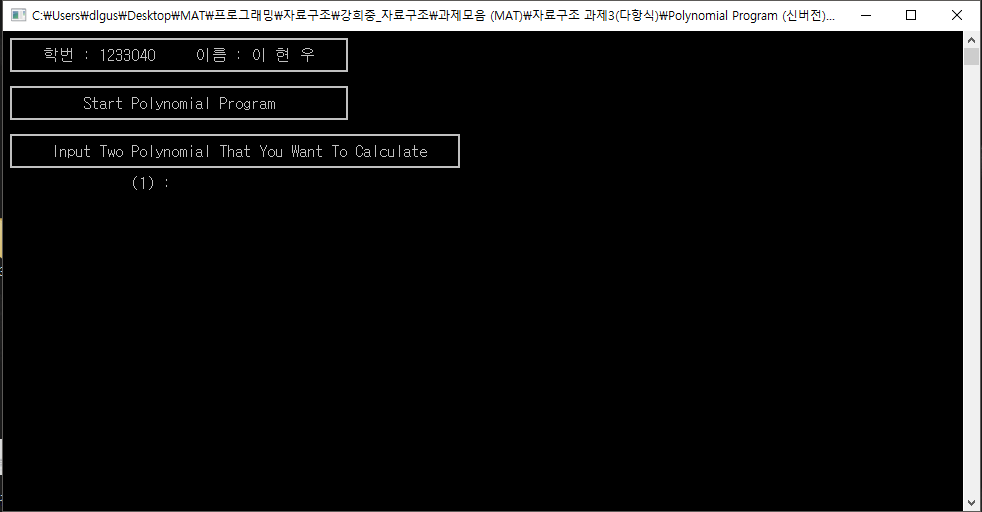 C:₩Users₩dlgus₩Desktop₩MAT₩프로그래밍₩자료구조₩강희중_자료구조₩과제모음 (MAT)₩자료구조 과제3(다항식)₩Polynomial Program (신버전)...
학번 : 1233040 이름 : 이 현 우
Start Polynomial Program
Input Two Polynomial That You Want To Calculate
(1) :